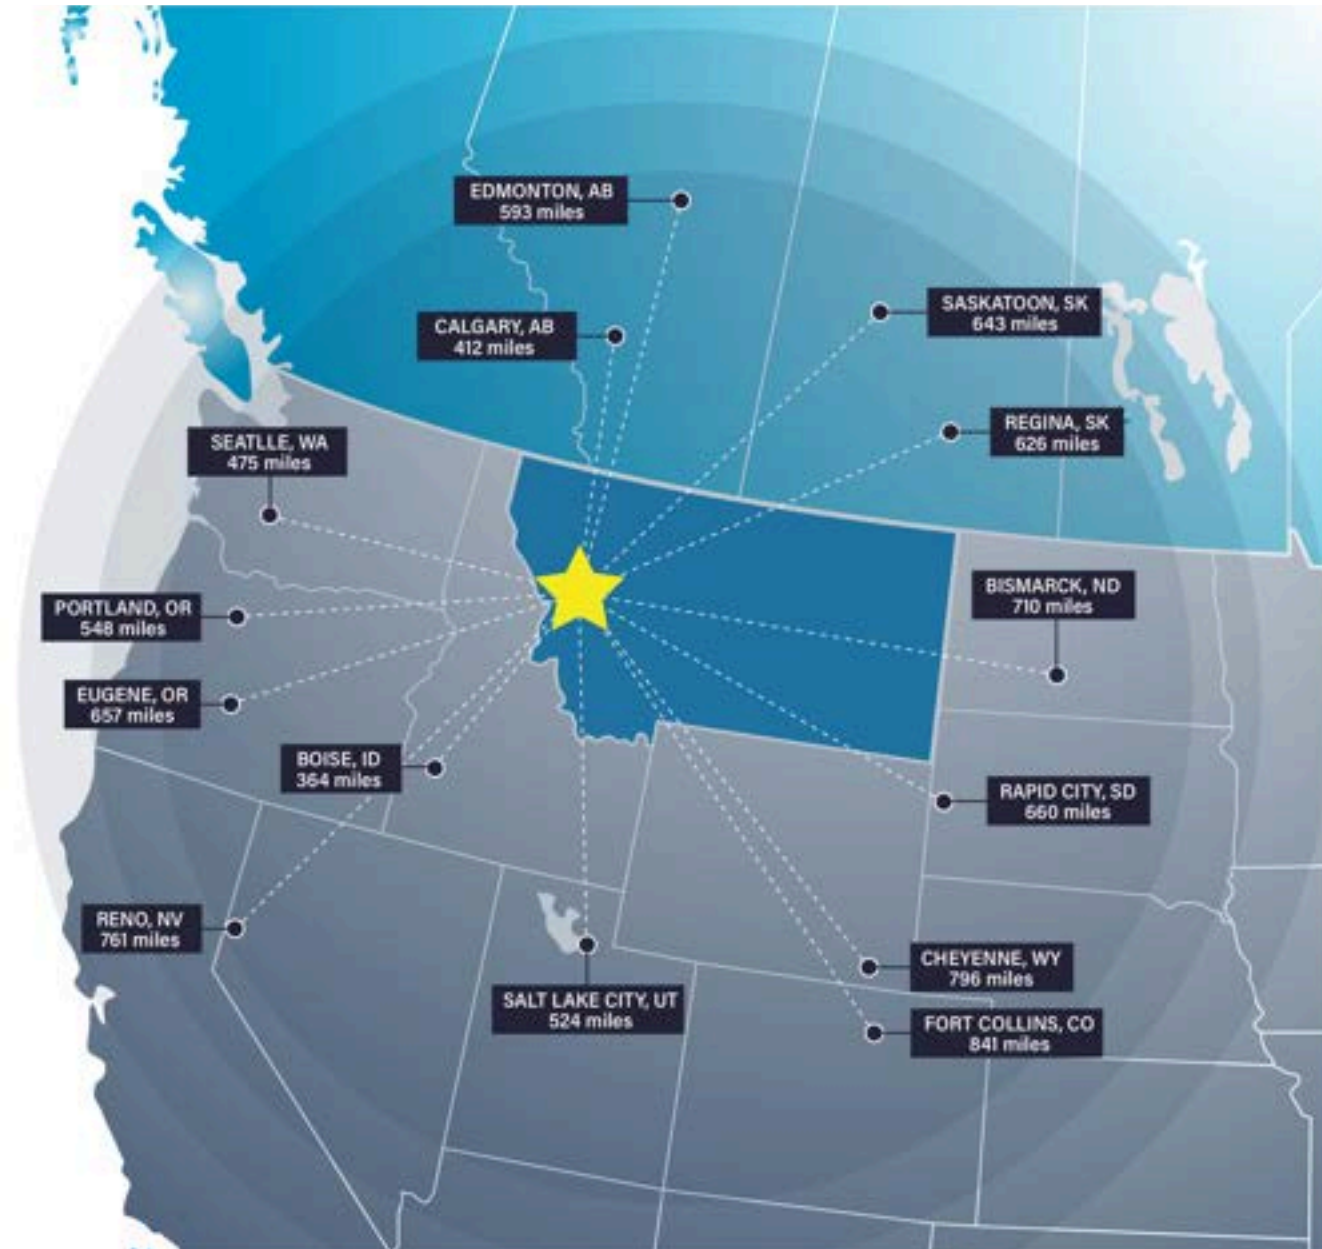 EDMONTON, AB
593 miles
SASKATOON, SK
643 miles
CALGARY, AB
412 miles
REGINA, SK
626 miles
SEATLLE, WA
475 miles
BISMARCK, ND
710 miles
PORTLAND, OR
548 miles
EUGENE, OR
657 miles
BOISE, ID
364 miles
RAPID CITY, SD
660 miles
RENO, NV
761 miles
CHEYENNE, WY
796 miles
SALT LAKE CITY, UT
524 miles
FORT COLLINS, CO
841 miles